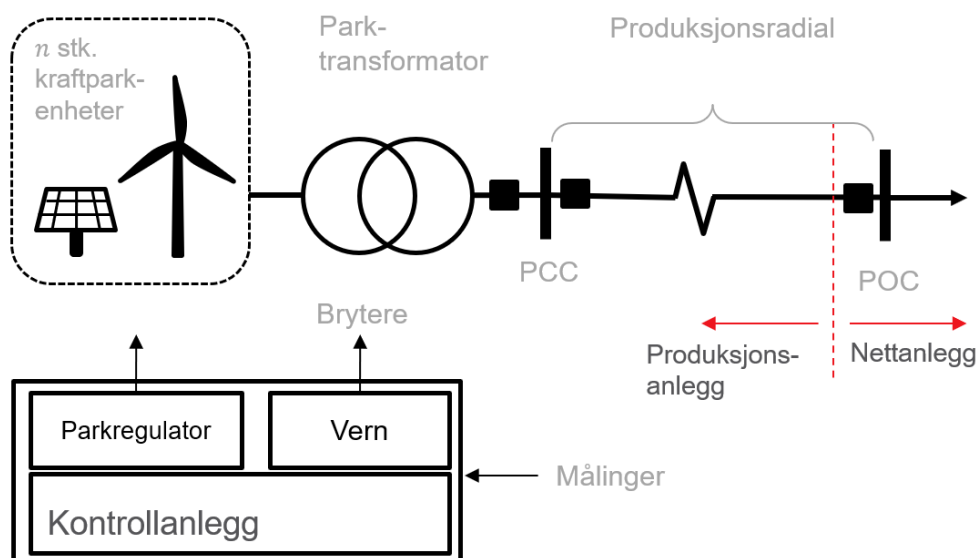 n stk.
kraftpark-
enheter
Park-
transformator
Produksjonsradial
PCC
POC
Brytere
Produksjons-
anlegg
Nettanlegg
Parkregulator
Vern
Målinger
Kontrollanlegg